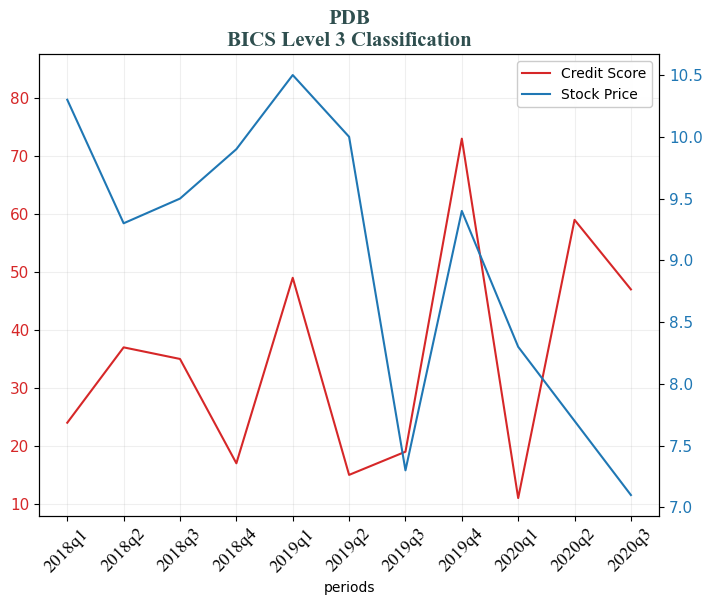 PDB
BICS Level 3 Classification
Credit Score
Stock Price
80
70
60
50
40
30
20
10
10.5
10.0
9.5
9.0
8.5
8.0
7.5
7.0
2018q1
2018q2
2018q3
2018q4
2019q1
2019q2
2019q3
2019q4
2020q1
2020q2
2020q3
periods